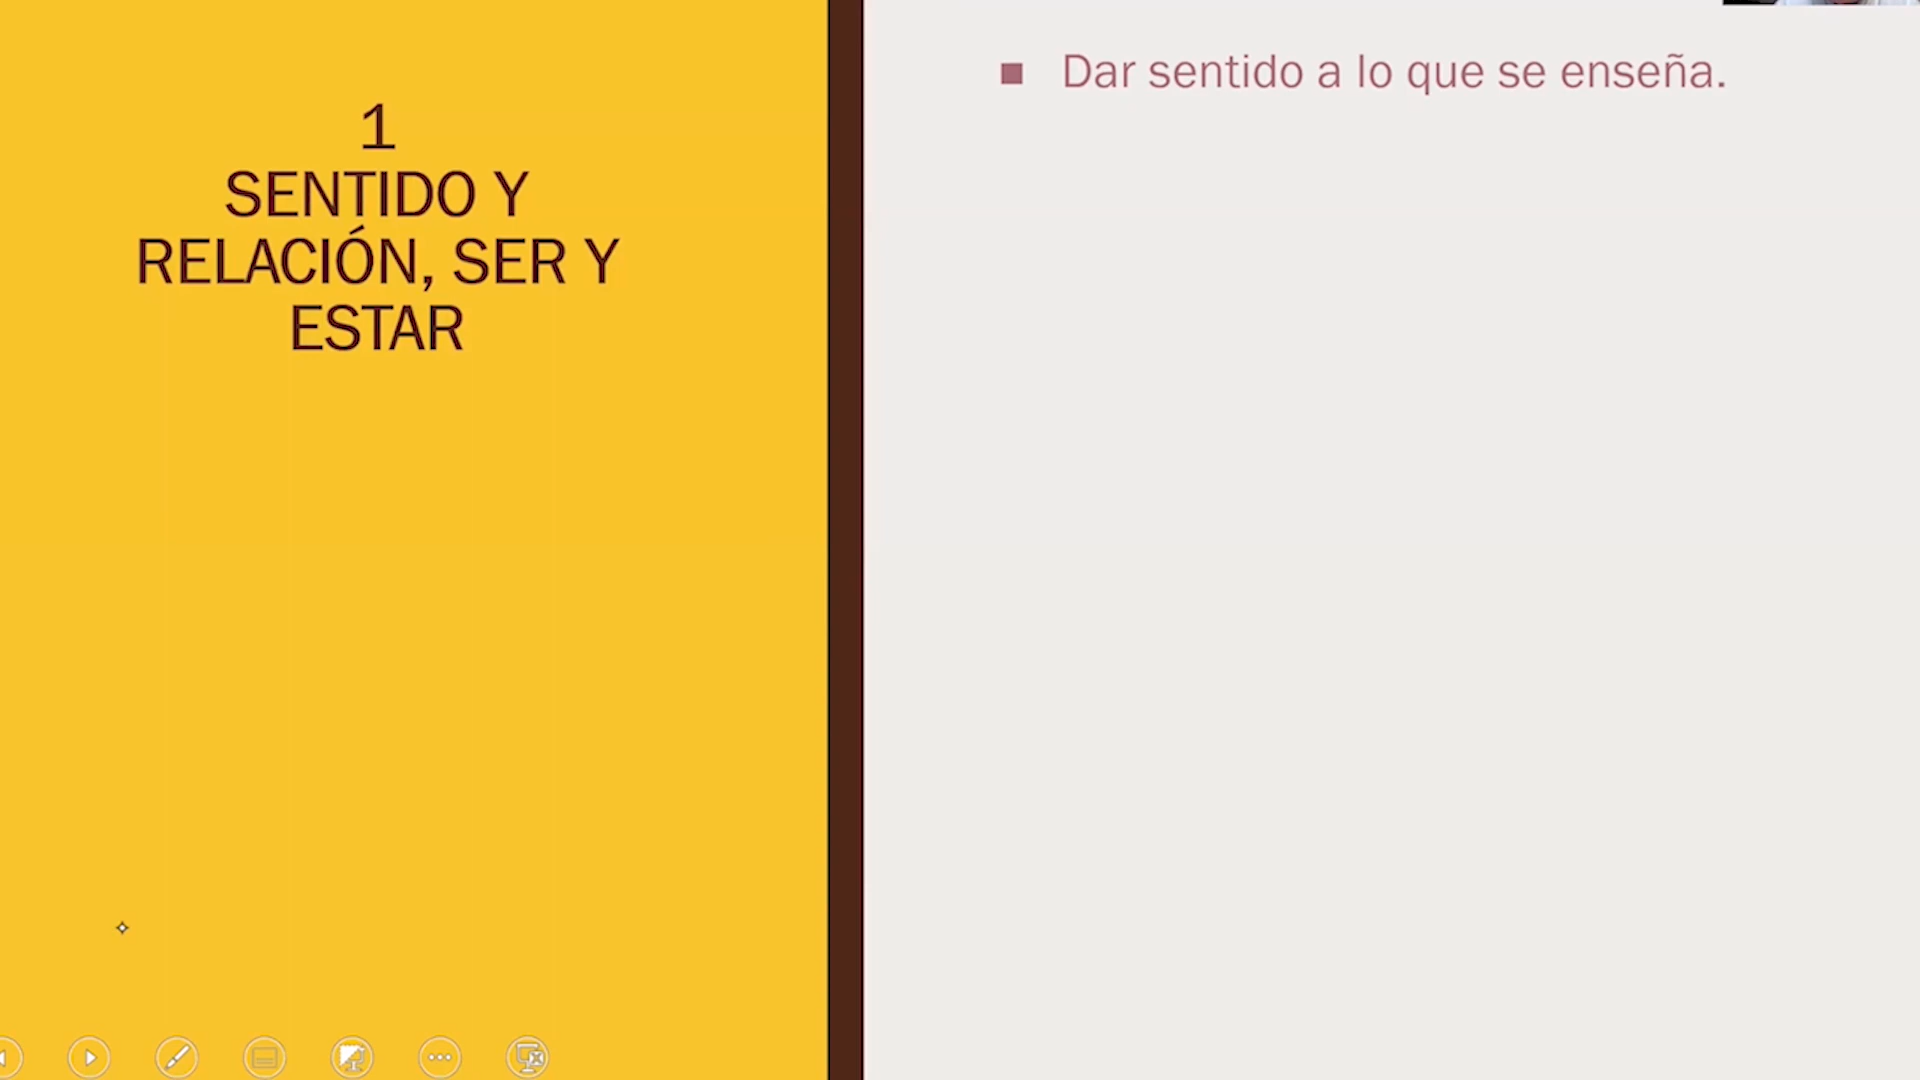 1
SENTIDO Y
RELACIÓN, SER Y
ESTAR
Dar sentido a lo que se enseña.